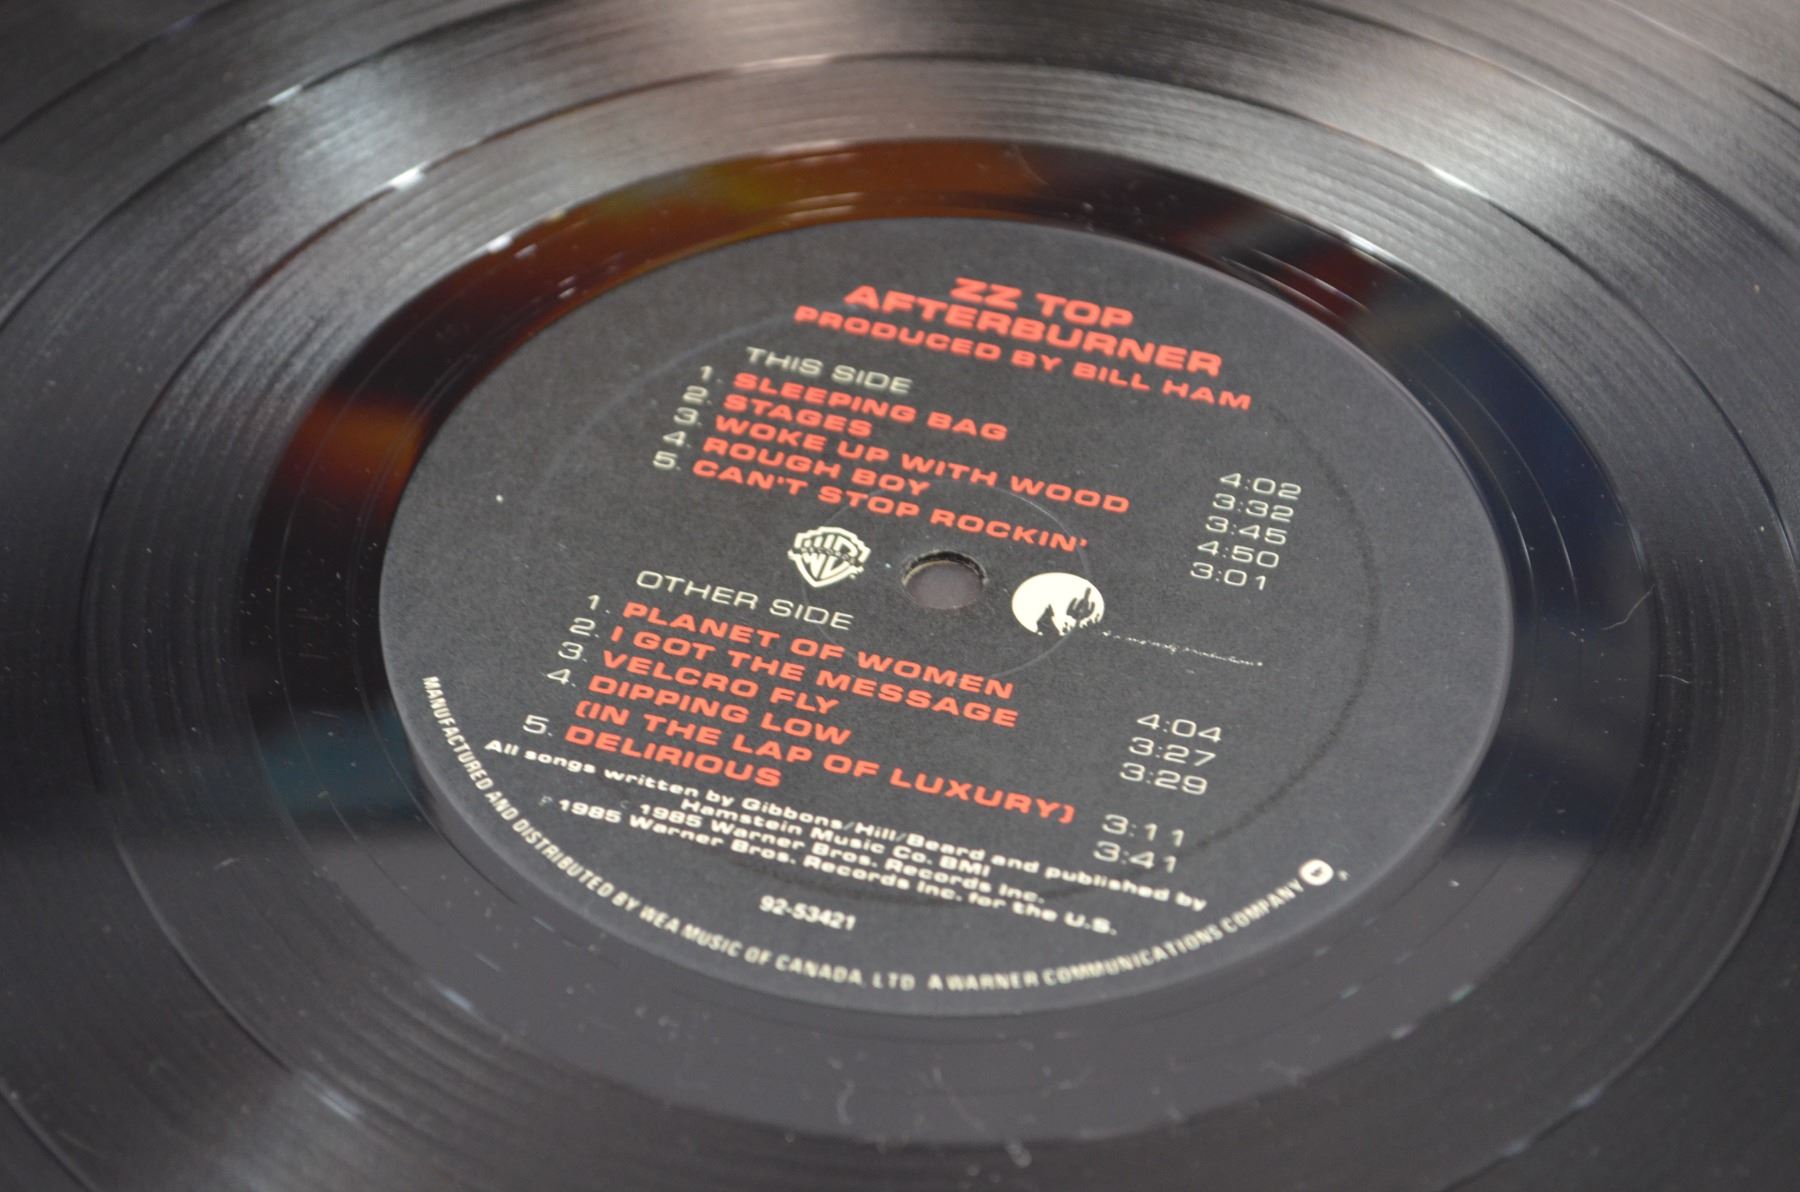 ZZ TOP
AFTERBURNER
PRODUCED BY BILL HAM
THIS SIDE
1. SLEEPING BAG 4:02
2. STAGES 3:32
3. WOKE UP WITH WOOD 3:45
4. ROUGH BOY 4:50
5. CAN'T STOP ROCKIN' 3:01
OTHER SIDE
1. PLANET OF WOMEN 4:04
2. I GOT THE MESSAGE 3:27
3. VELCRO FLY 3:29
4. DIPPING LOW
(IN THE LAP OF LUXURY) 3:11
5. DELIRIOUS 3:41
All songs written by Gibbons/Hill/Beard and published by
Hamstein Music Co. BMI
C 1985 Warner Bros. Records Inc.
P 1985 Warner Bros. Records Inc. for the U.S.
92-53421
MANUFACTURED AND DISTRIBUTED BY WEA MUSIC OF CANADA, LTD A WARNER COMMUNICATIONS COMPANY